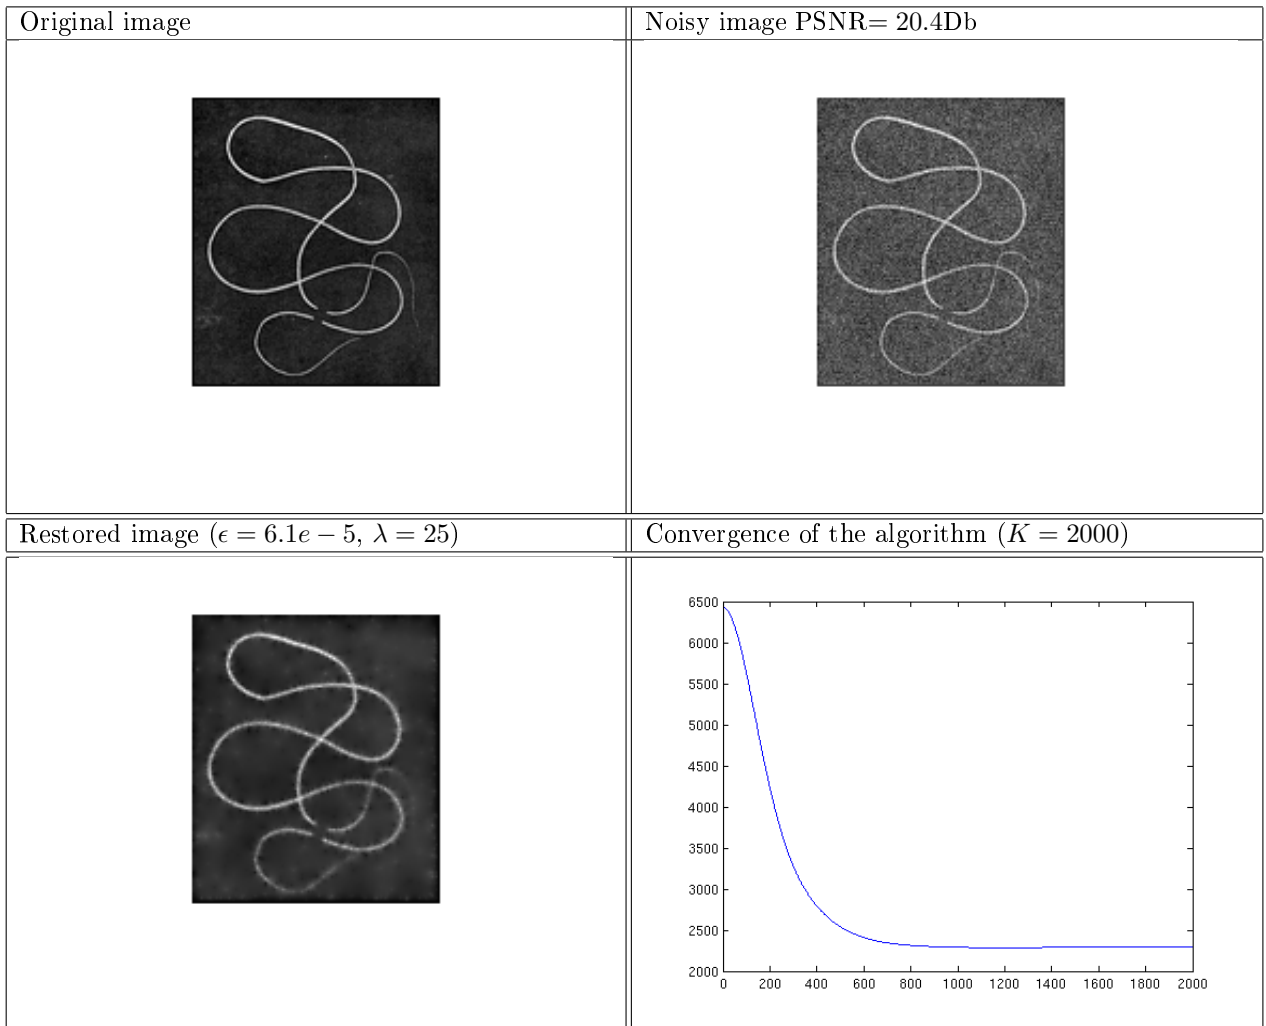 Original image
Noisy image PSNR= 20.4Db
Restored image (ϵ = 6.1e − 5, λ = 25)
Convergence of the algorithm (K = 2000)
6500
6000
5500
5000
4500
4000
3500
3000
2500
2000
0 200 400 600 800 1000 1200 1400 1600 1800 2000